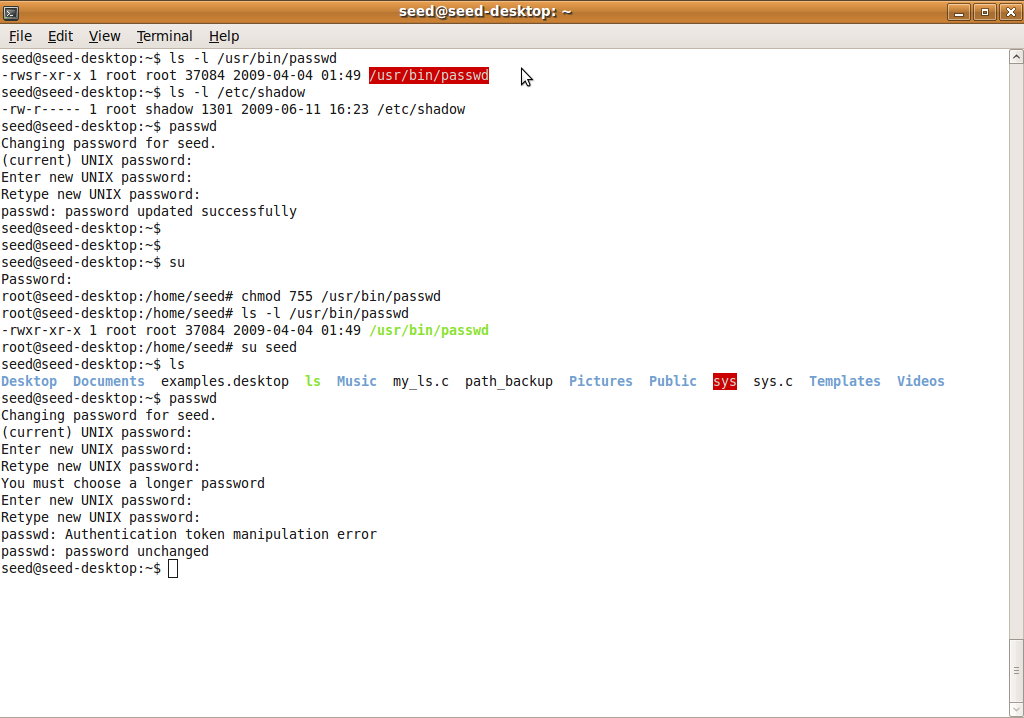 seed@seed-desktop: ~
File Edit View Terminal Help
seed@seed-desktop:~$ ls -l /usr/bin/passwd
-rwsr-xr-x 1 root root 37084 2009-04-04 01:49 /usr/bin/passwd
seed@seed-desktop:~$ ls -l /etc/shadow
-rw-r----- 1 root shadow 1301 2009-06-11 16:23 /etc/shadow
seed@seed-desktop:~$ passwd
Changing password for seed.
(current) UNIX password:
Enter new UNIX password:
Retype new UNIX password:
passwd: password updated successfully
seed@seed-desktop:~$
seed@seed-desktop:~$
seed@seed-desktop:~$ su
Password:
root@seed-desktop:/home/seed# chmod 755 /usr/bin/passwd
root@seed-desktop:/home/seed# ls -l /usr/bin/passwd
-rwxr-xr-x 1 root root 37084 2009-04-04 01:49 /usr/bin/passwd
root@seed-desktop:/home/seed# su seed
seed@seed-desktop:~$ ls
Desktop  Documents  examples.desktop  ls  Music  my_ls.c  path_backup  Pictures  Public  sys  sys.c  Templates  Videos
seed@seed-desktop:~$ passwd
Changing password for seed.
(current) UNIX password:
Enter new UNIX password:
Retype new UNIX password:
You must choose a longer password
Enter new UNIX password:
Retype new UNIX password:
passwd: Authentication token manipulation error
passwd: password unchanged
seed@seed-desktop:~$